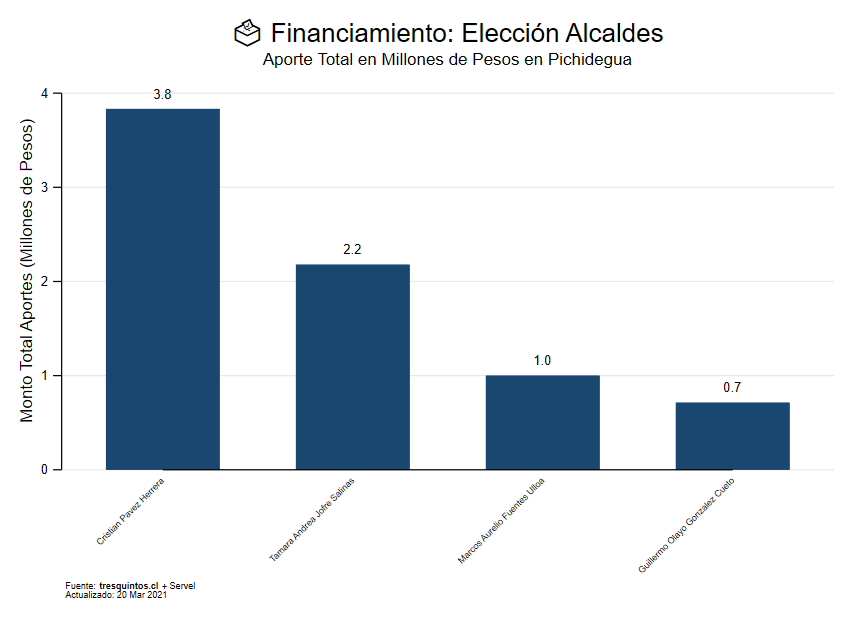 Financiamiento: Elección Alcaldes
Aporte Total en Millones de Pesos en Pichidegua
Monto Total Aportes (Millones de Pesos)
4
3
2
1
0
3.8
2.2
1.0
0.7
Cristian Pavez Herrera
Tamara Andrea Jofre Salinas
Marcos Aurelio Fuentes Ulloa
Guillermo Olayo Gonzalez Cueto
Fuente: tresquintos.cl + Servel
Actualizado: 20 Mar 2021